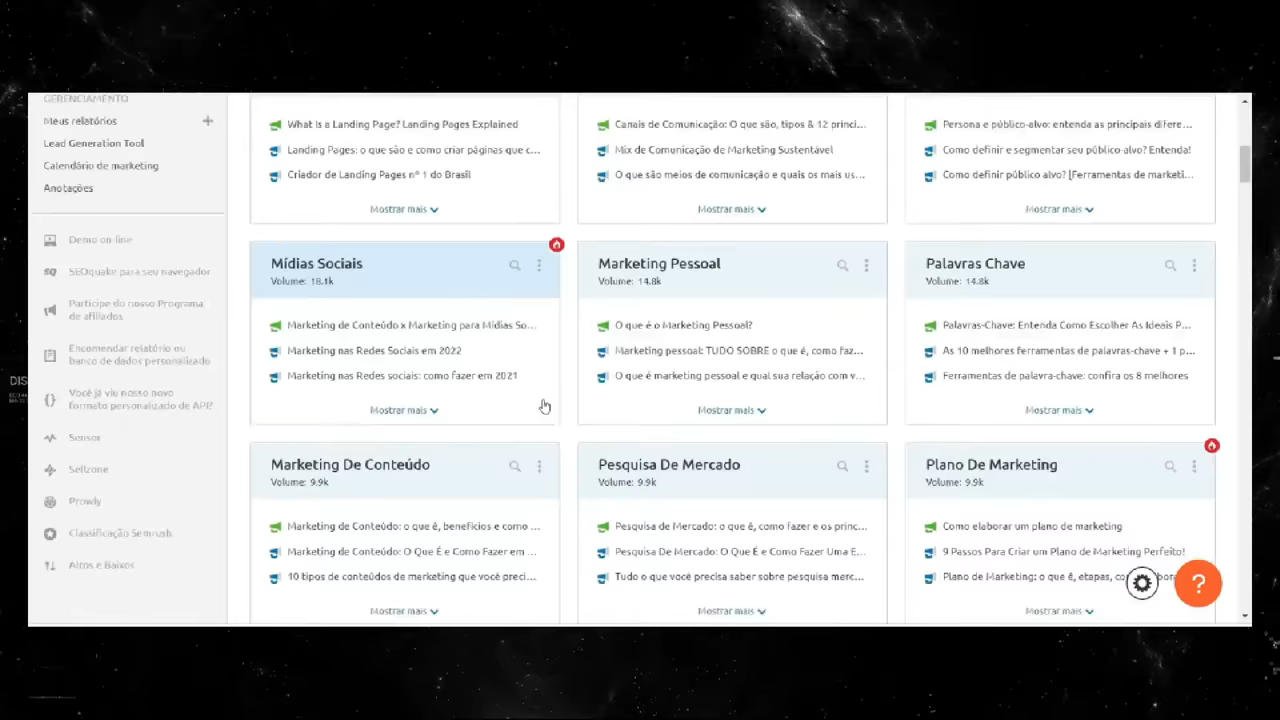 GERENCIAMENTO
Meus relatórios
Lead Generation Tool
Calendário de marketing
Anotações
Demo on-line
SEOquake para seu navegador
Participe do nosso Programa
de afiliados
Encomendar relatório ou
banco de dados personalizado
Você já viu nosso novo
formato personalizado de API?
Sensor
Sellzone
Prowly
Classificação Semrush
Altos e Baixos
What Is a Landing Page? Landing Pages Explained
Landing Pages: o que são e como criar páginas que c...
Criador de Landing Pages nº 1 do Brasil
Mostrar mais
Canais de Comunicação: O que são, tipos & 12 princi...
Mix de Comunicação de Marketing Sustentável
O que são meios de comunicação e quais os mais us...
Mostrar mais
Persona e público-alvo: entenda as principais difere...
Como definir e segmentar seu público-alvo? Entenda!
Como definir público alvo? [Ferramentas de marketi...
Mostrar mais
Mídias Sociais
Volume: 18.1k
Marketing de Conteúdo x Marketing para Mídias So...
Marketing nas Redes Sociais em 2022
Marketing nas Redes sociais: como fazer em 2021
Mostrar mais
Marketing Pessoal
Volume: 14.8k
O que é o Marketing Pessoal?
Marketing pessoal: TUDO SOBRE o que é, como faz...
O que é marketing pessoal e qual sua relação com v...
Mostrar mais
Palavras Chave
Volume: 14.8k
Palavras-Chave: Entenda Como Escolher As Ideais P...
As 10 melhores ferramentas de palavras-chave + 1 p...
Ferramentas de palavra-chave: confira os 8 melhores
Mostrar mais
Marketing De Conteúdo
Volume: 9.9k
Marketing de Conteúdo: o que é, benefícios e como ...
Marketing de Conteúdo: O Que É e Como Fazer em ...
10 tipos de conteúdos de marketing que você preci...
Mostrar mais
Pesquisa De Mercado
Volume: 9.9k
Pesquisa de Mercado: o que é, como fazer e os princ...
Pesquisa De Mercado: O Que É e Como Fazer Uma E...
Tudo o que você precisa saber sobre pesquisa merc...
Mostrar mais
Plano De Marketing
Volume: 9.9k
Como elaborar um plano de marketing
9 Passos Para Criar um Plano de Marketing Perfeito!
Plano de Marketing: o que é, etapas,
Mostrar mais
?
DIS